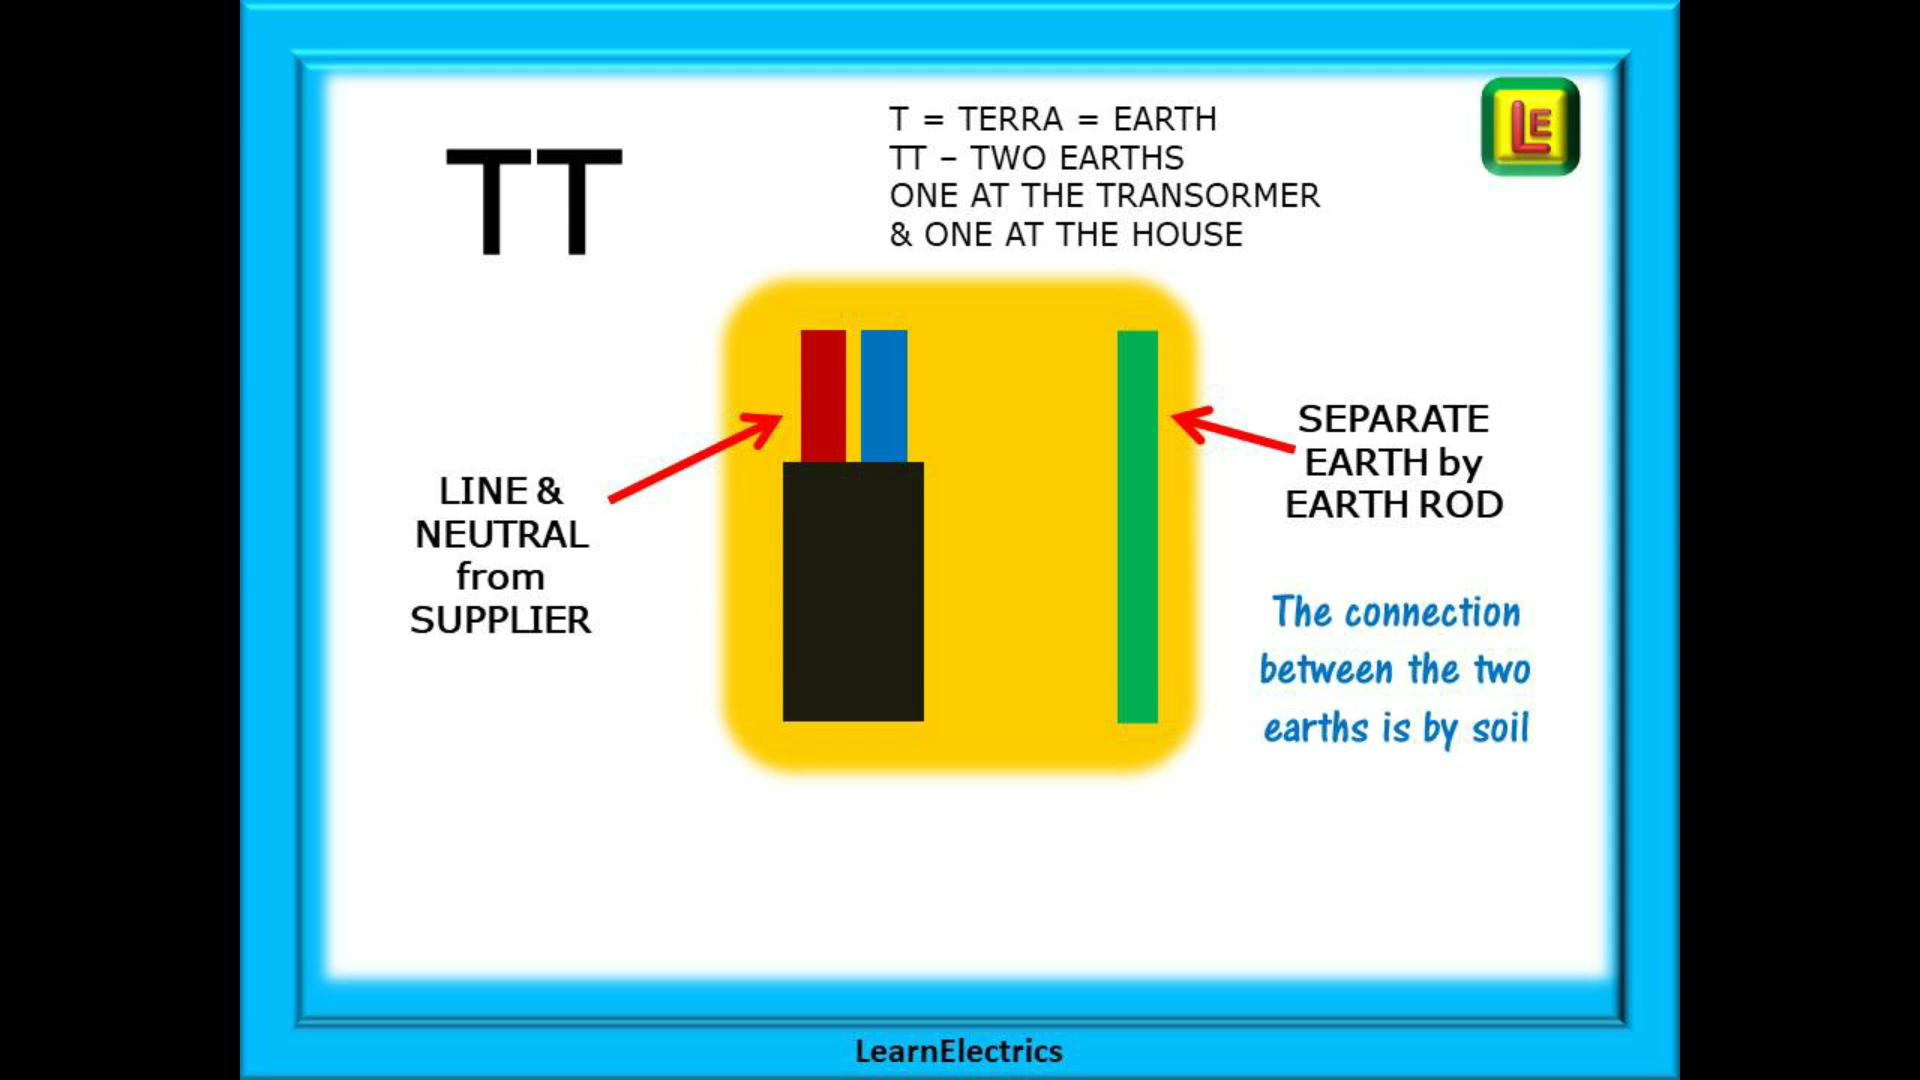 TT
T = TERRA = EARTH
TT – TWO EARTHS
ONE AT THE TRANSORMER
& ONE AT THE HOUSE
LE
LINE &
NEUTRAL
from
SUPPLIER
SEPARATE
EARTH by
EARTH ROD
The connection
between the two
earths is by soil
LearnElectrics